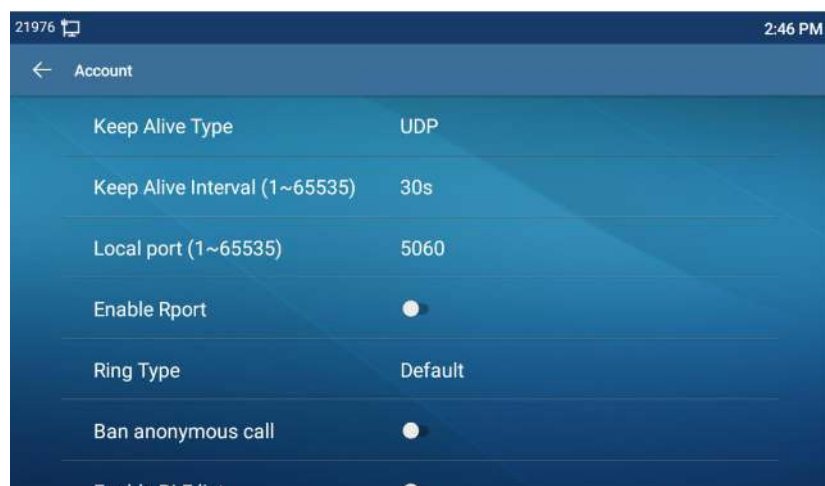 21976 2:46 PM
Account
Keep Alive Type UDP
Keep Alive Interval (1~65535) 30s
Local port (1~65535) 5060
Enable Rport
Ring Type Default
Ban anonymous call